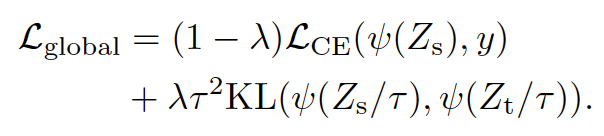 𝓛_global = (1 − λ)𝓛_CE(ψ(Z_s), y)
+ λτ²KL(ψ(Z_s/τ), ψ(Z_t/τ)).